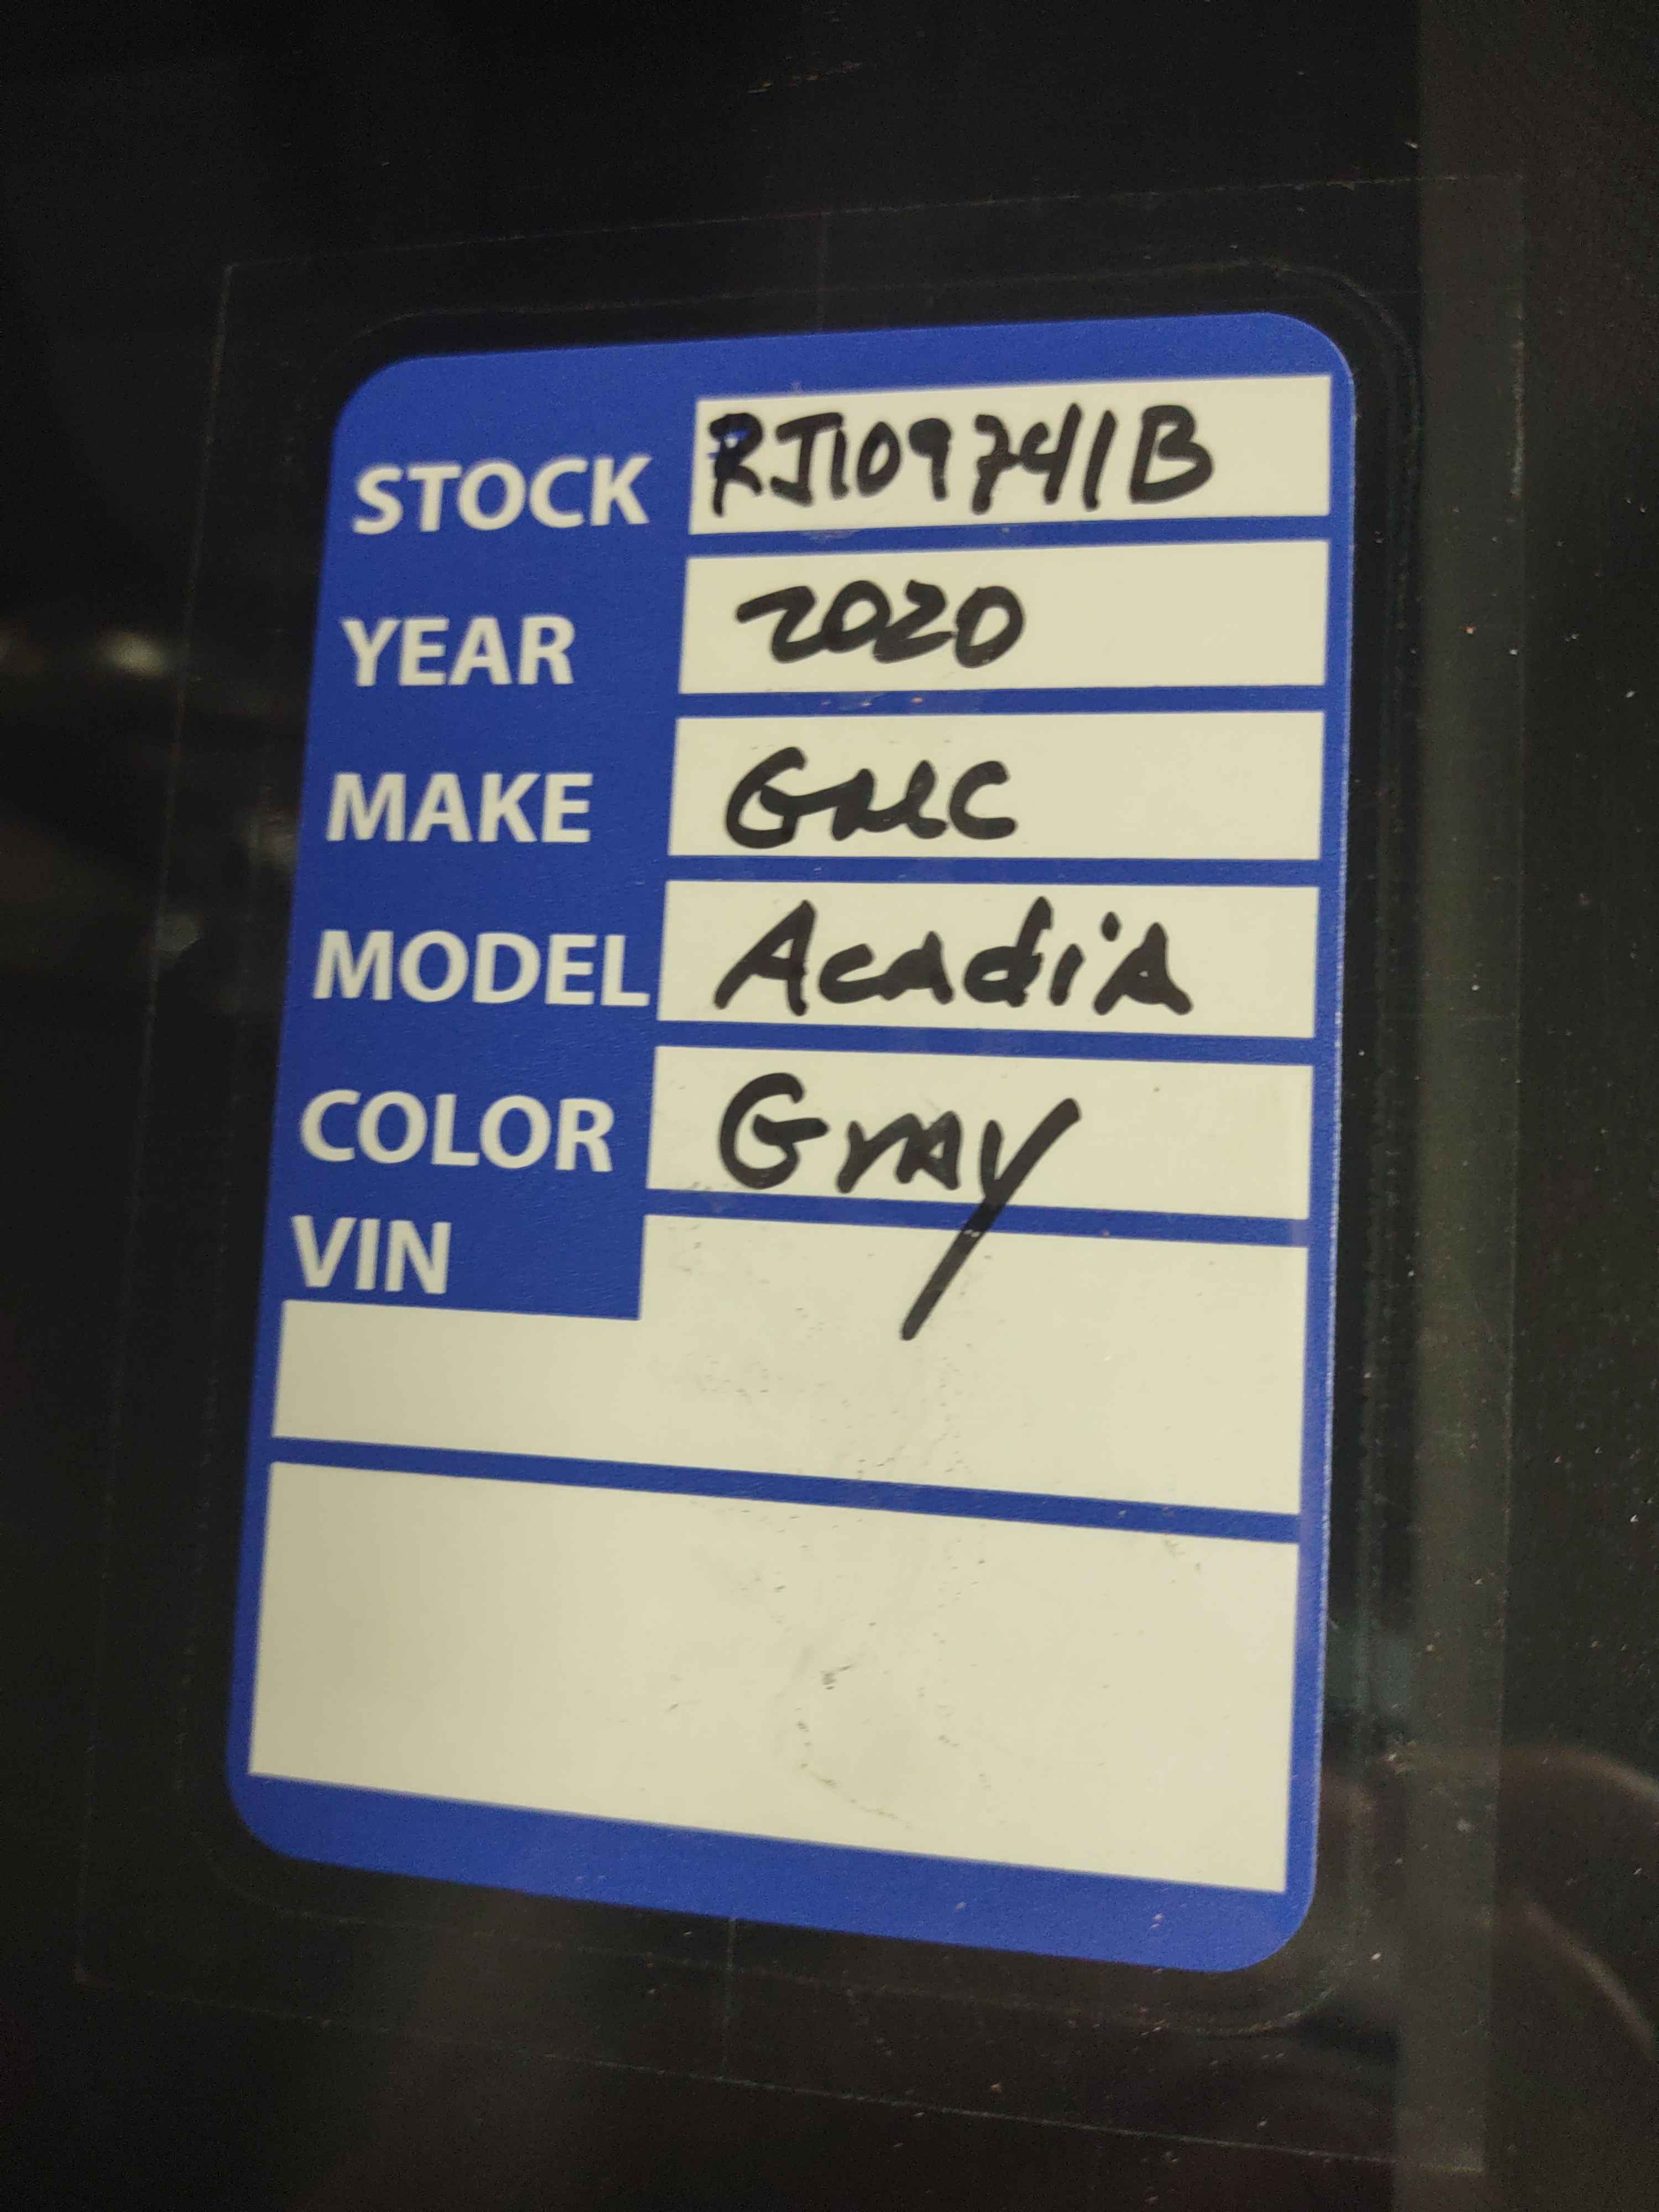 STOCK RJ109741B
YEAR 2020
MAKE GMC
MODEL AcAdiA
COLOR GrAy
VIN